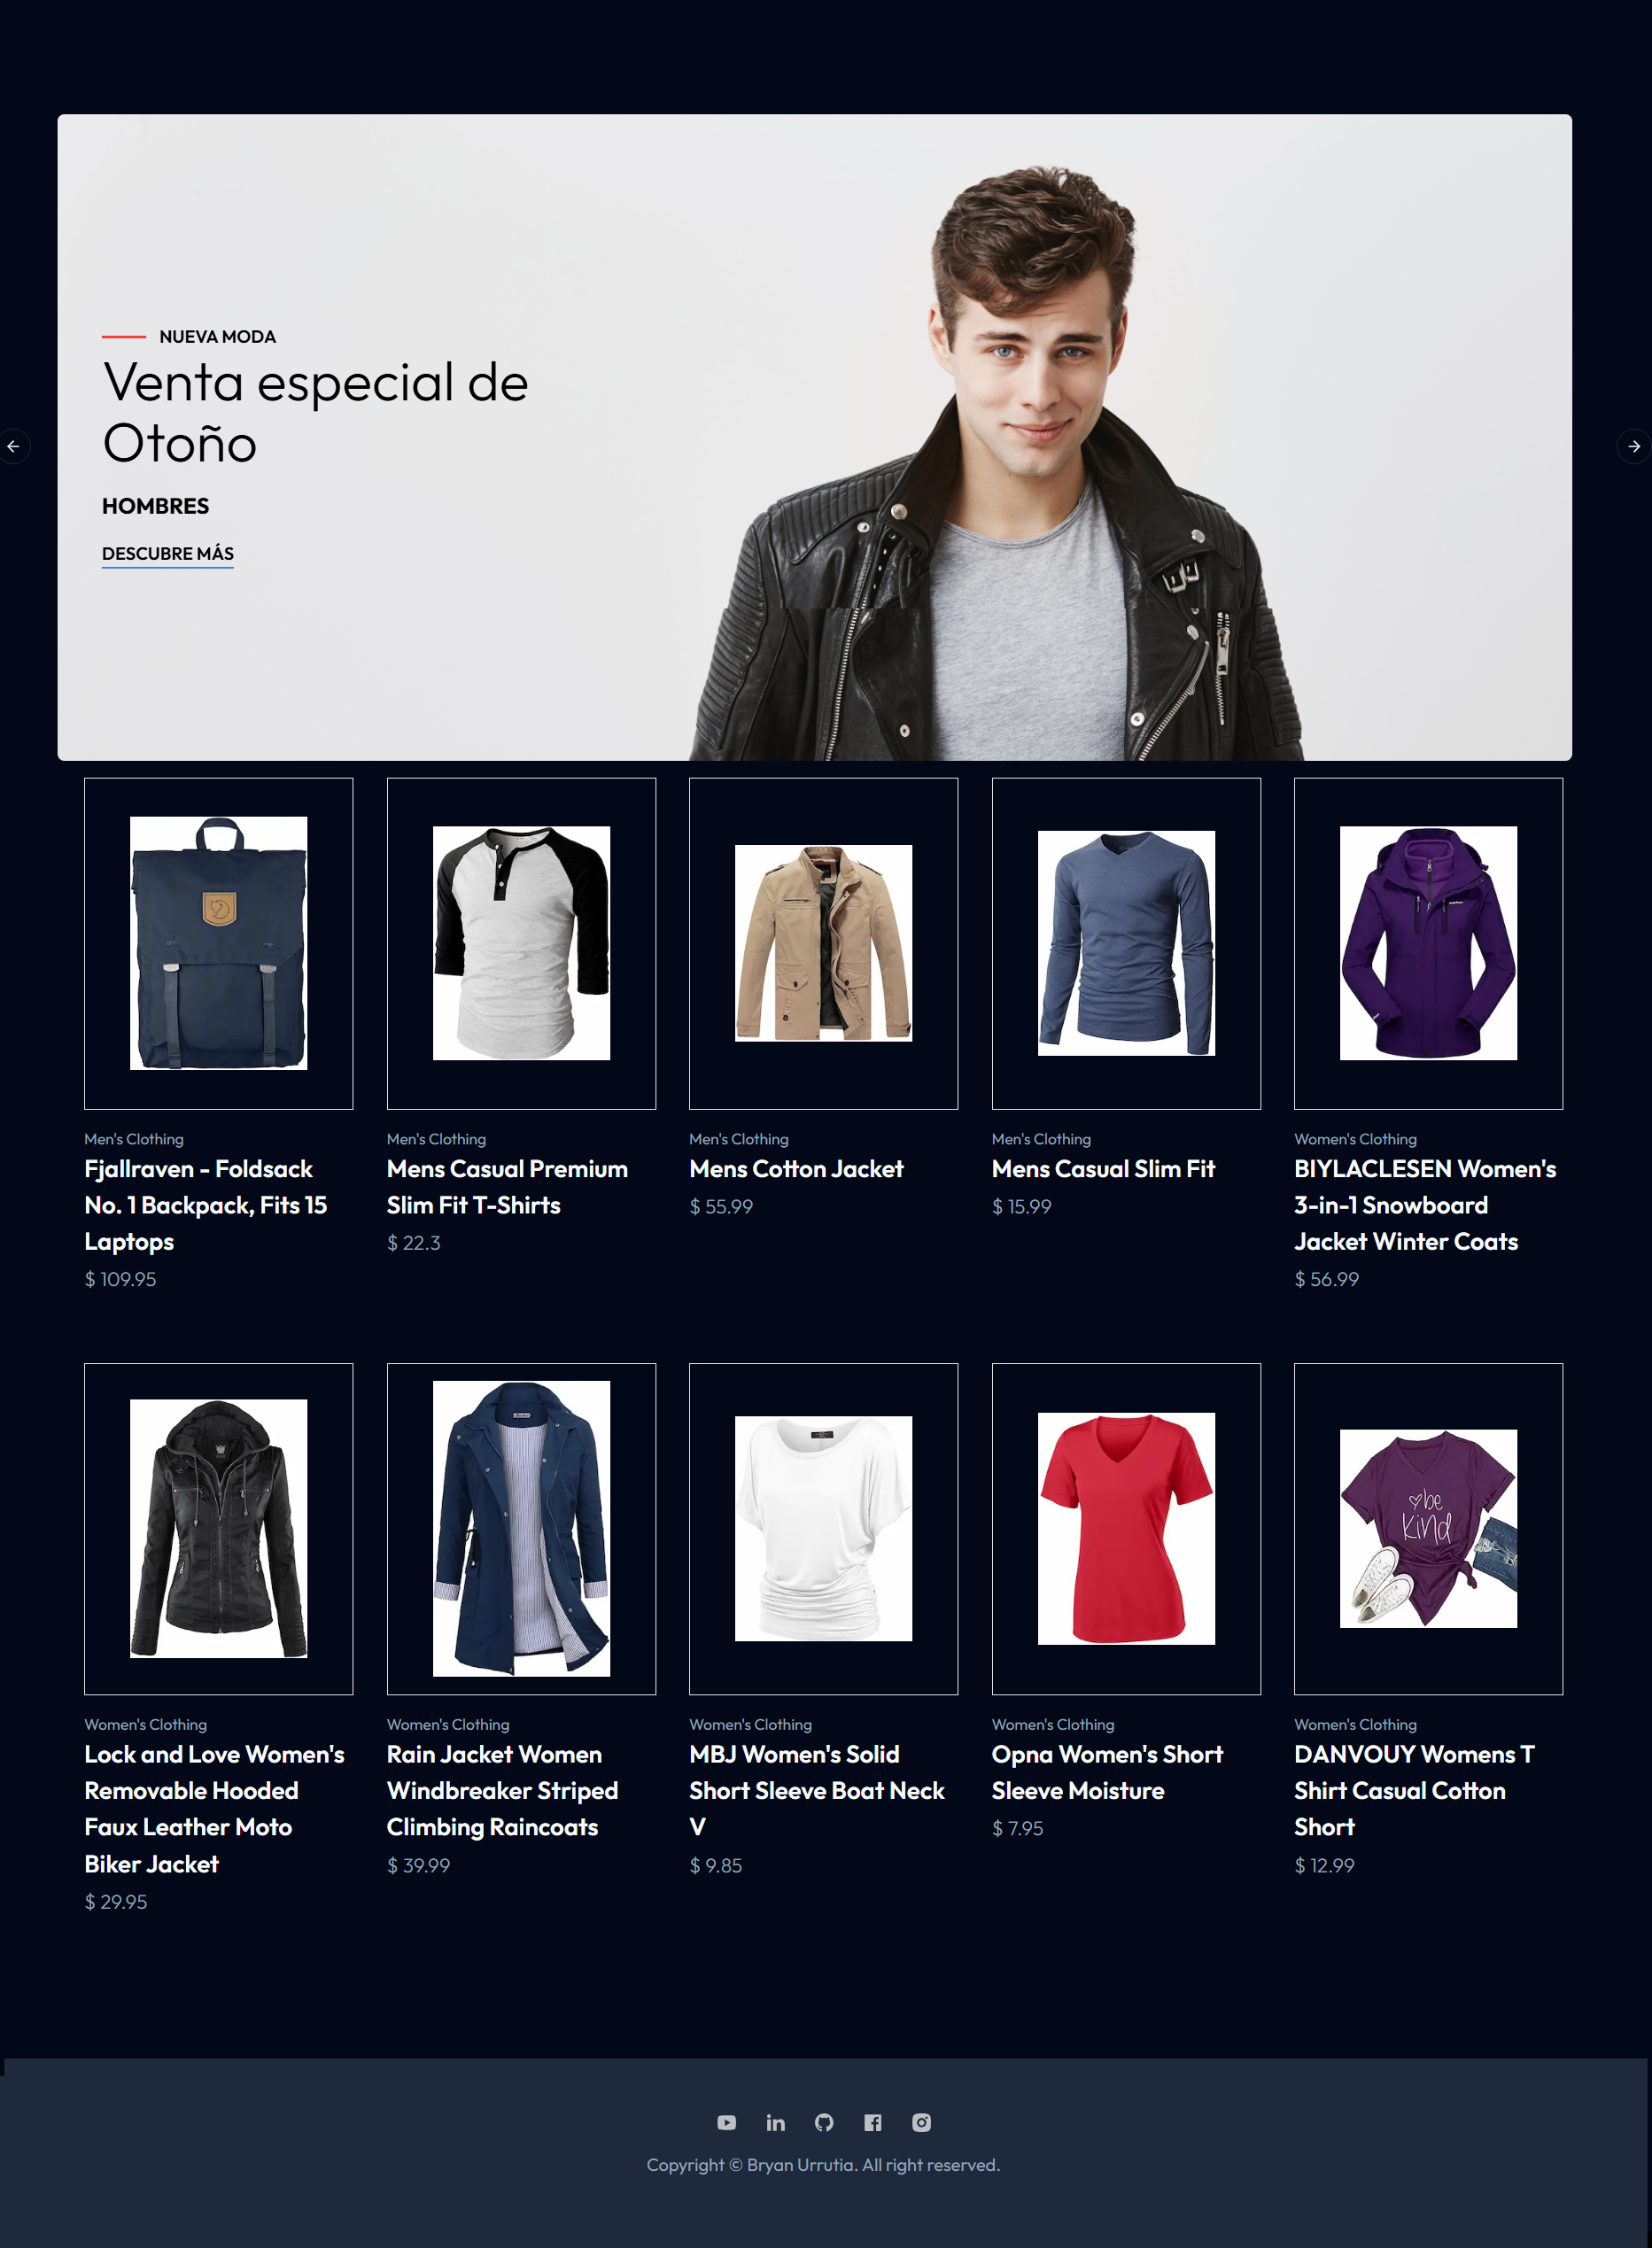 NUEVA MODA
Venta especial de
Otoño
HOMBRES
DESCUBRE MÁS
Men's Clothing
Fjallraven - Foldsack
No. 1 Backpack, Fits 15
Laptops
$ 109.95
Men's Clothing
Mens Casual Premium
Slim Fit T-Shirts
$ 22.3
Men's Clothing
Mens Cotton Jacket
$ 55.99
Men's Clothing
Mens Casual Slim Fit
$ 15.99
Women's Clothing
BIYLACLESEN Women's
3-in-1 Snowboard
Jacket Winter Coats
$ 56.99
be
kind
Women's Clothing
Lock and Love Women's
Removable Hooded
Faux Leather Moto
Biker Jacket
$ 29.95
Women's Clothing
Rain Jacket Women
Windbreaker Striped
Climbing Raincoats
$ 39.99
Women's Clothing
MBJ Women's Solid
Short Sleeve Boat Neck
V
$ 9.85
Women's Clothing
Opna Women's Short
Sleeve Moisture
$ 7.95
Women's Clothing
DANVOUY Womens T
Shirt Casual Cotton
Short
$ 12.99
Copyright © Bryan Urrutia. All right reserved.